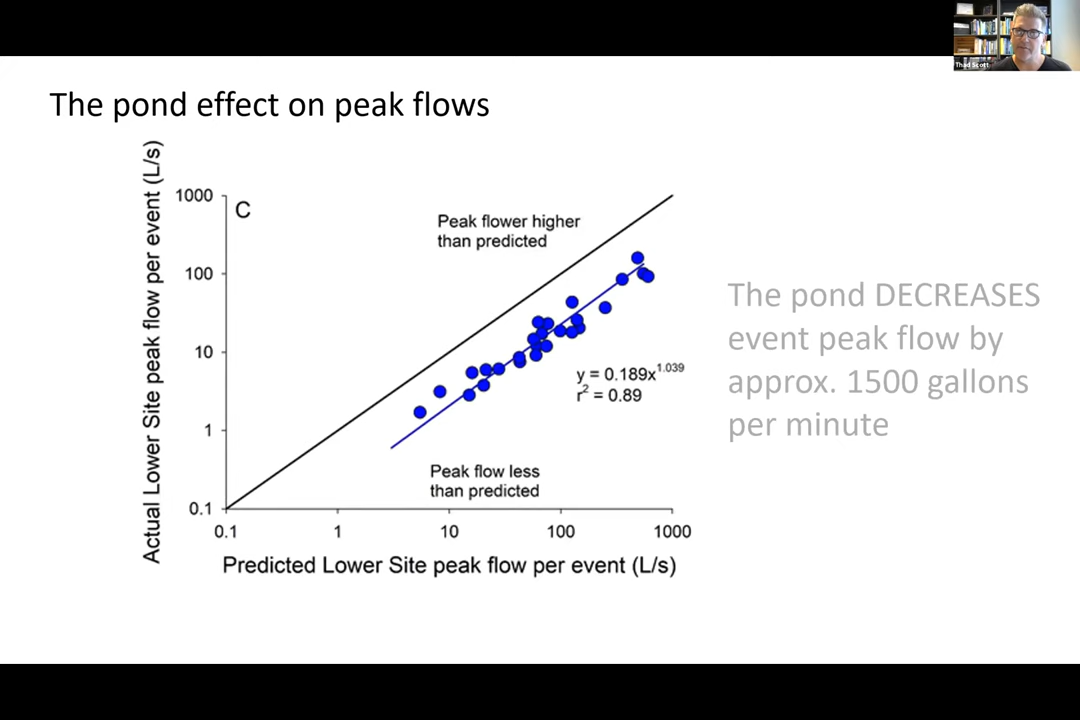 Thad Scott
The pond effect on peak flows
Actual Lower Site peak flow per event (L/s)
1000
100
10
1
0.1
C
Peak flower higher
than predicted
y = 0.189x^1.039
r² = 0.89
Peak flow less
than predicted
0.1 1 10 100 1000
Predicted Lower Site peak flow per event (L/s)
The pond DECREASES
event peak flow by
approx. 1500 gallons
per minute